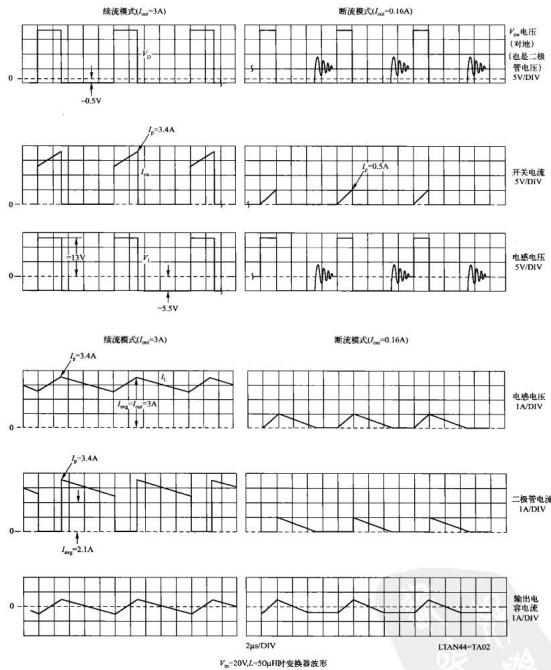 续流模式(Iout=3A)
断流模式(Iout=0.16A)
VD
0
−0.5V
VSW电压
(对地)
(也是二极
管电压)
5V/DIV
Ip=3.4A
Isw
0
Ip=0.5A
开关电流
5V/DIV
≈13V
VL
0
−5.5V
电感电压
5V/DIV
续流模式(Iout=3A)
断流模式(Iout=0.16A)
Ip=3.4A
IL
Iavg=Iout=3A
0
电感电压
1A/DIV
Ip=3.4A
0
Iavg=2.1A
二极管电流
1A/DIV
0
输出电
容电流
1A/DIV
2μs/DIV
LTAN44=TA02
Vin=20V,L=50μH时变换器波形